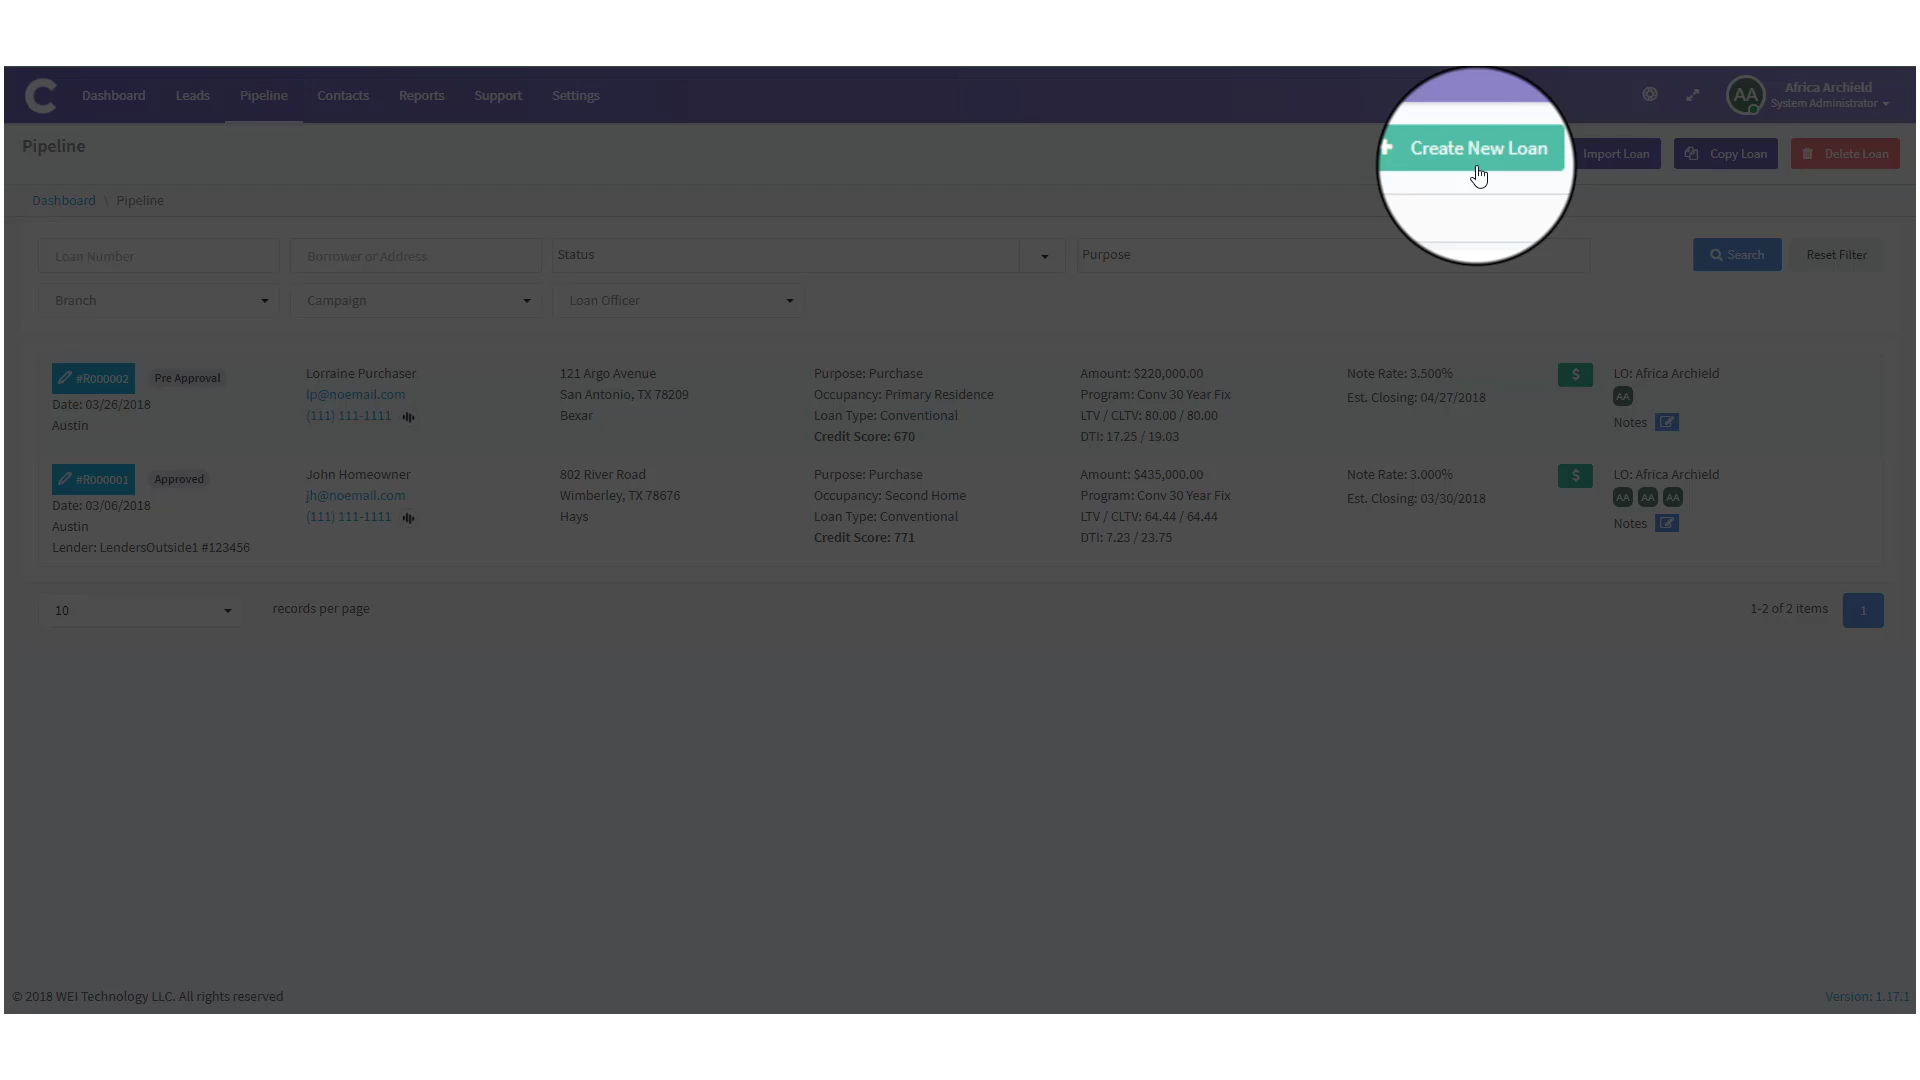 Dashboard Leads Pipeline Contacts Reports Support Settings
AA Africa Archield
System Administrator
Pipeline
Create New Loan Import Loan Copy Loan Delete Loan
Dashboard \ Pipeline
Loan Number Borrower or Address. Status Purpose Search Reset Filter
Branch Campaign Loan Officer
#R000002 Pre Approval
Date: 03/26/2018
Austin
Lorraine Purchaser
lp@noemail.com
(111) 111-1111
121 Argo Avenue
San Antonio, TX 78209
Bexar
Purpose: Purchase
Occupancy: Primary Residence
Loan Type: Conventional
Credit Score: 670
Amount: $220,000.00
Program: Conv 30 Year Fix
LTV / CLTV: 80.00 / 80.00
DTI: 17.25 / 19.03
Note Rate: 3.500%
Est. Closing: 04/27/2018
$
LO: Africa Archield
AA
Notes
#R000001 Approved
Date: 03/06/2018
Austin
Lender: LendersOutside1 #123456
John Homeowner
jh@noemail.com
(111) 111-1111
802 River Road
Wimberley, TX 78676
Hays
Purpose: Purchase
Occupancy: Second Home
Loan Type: Conventional
Credit Score: 771
Amount: $435,000.00
Program: Conv 30 Year Fix
LTV / CLTV: 64.44 / 64.44
DTI: 7.23 / 23.75
Note Rate: 3.000%
Est. Closing: 03/30/2018
$
LO: Africa Archield
AA AA AA
Notes
10 records per page 1-2 of 2 items 1
© 2018 WEI Technology LLC. All rights reserved Version: 1.17.1